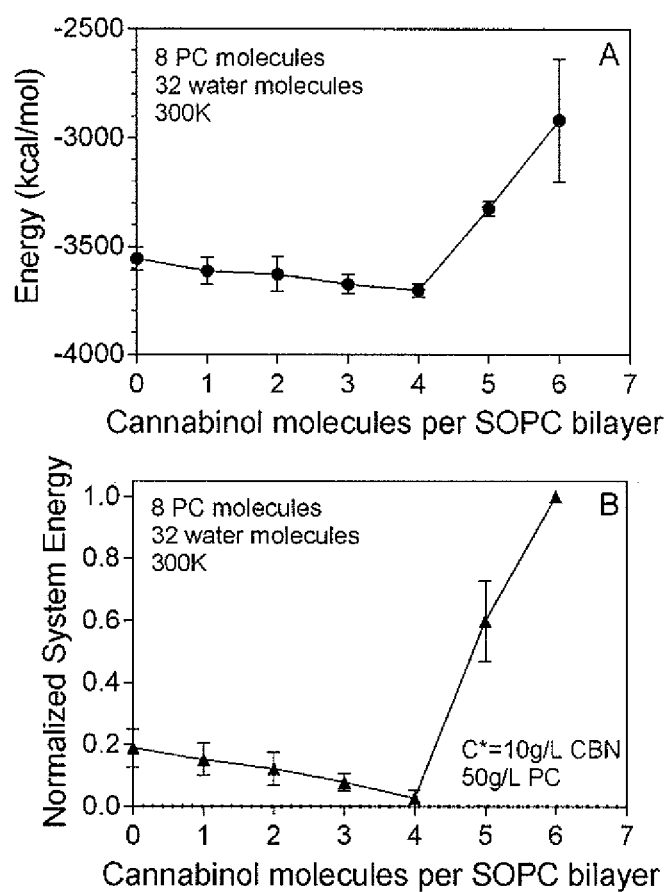 -2500
A
8 PC molecules
32 water molecules
300K
-3000
-3500
-4000
Energy (kcal/mol)
0 1 2 3 4 5 6 7
Cannabinol molecules per SOPC bilayer
1.0
B
8 PC molecules
32 water molecules
300K
0.8
0.6
0.4
0.2
0.0
Normalized System Energy
C*=10g/L CBN
50g/L PC
0 1 2 3 4 5 6 7
Cannabinol molecules per SOPC bilayer